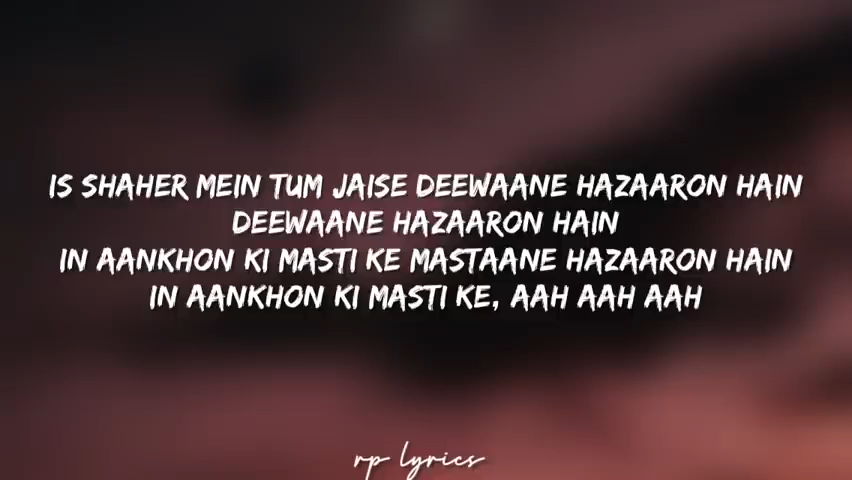 IS SHAHER MEIN TUM JAISE DEEWAANE HAZAARON HAIN
DEEWAANE HAZAARON HAIN
IN AANKHON KI MASTI KE MASTAANE HAZAARON HAIN
IN AANKHON KI MASTI KE, AAH AAH AAH
rp lyrics